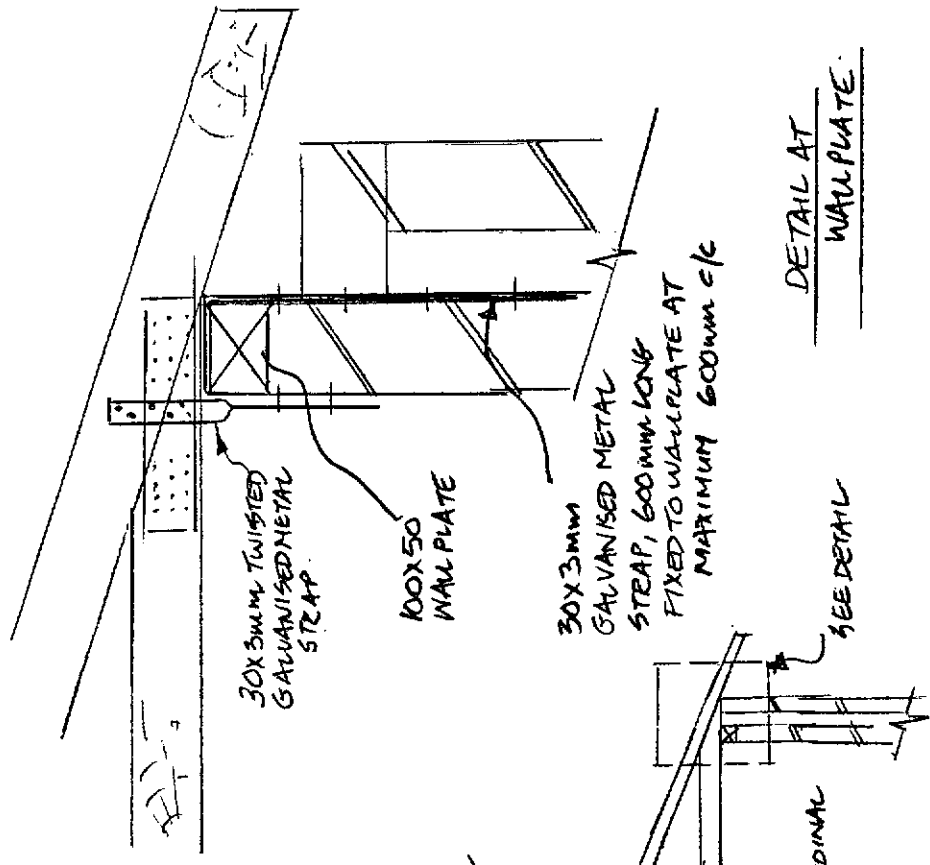 30X3mm TWISTED
GALVANISED METAL
STRAP.
100X50
WALL PLATE
30X3mm
GALVANISED METAL
STRAP, 600mm LONG
FIXED TO WALLPLATE AT
MAXIMUM 600mm c/c
DETAIL AT
WALLPLATE.
SEE DETAIL
DINAL